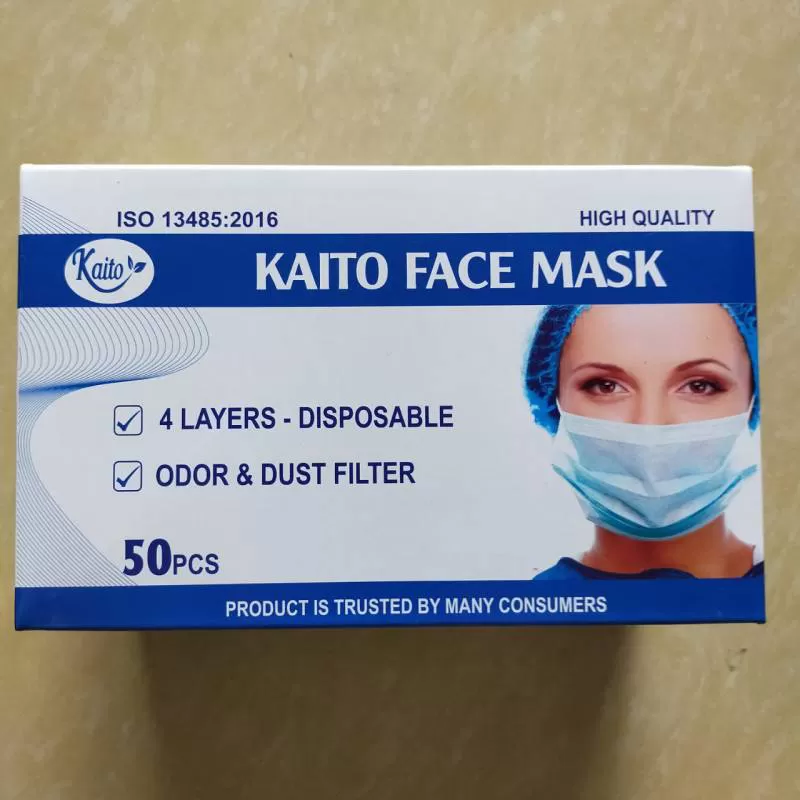 ISO 13485:2016
HIGH QUALITY
Kaito
KAITO FACE MASK
4 LAYERS - DISPOSABLE
ODOR & DUST FILTER
50PCS
PRODUCT IS TRUSTED BY MANY CONSUMERS